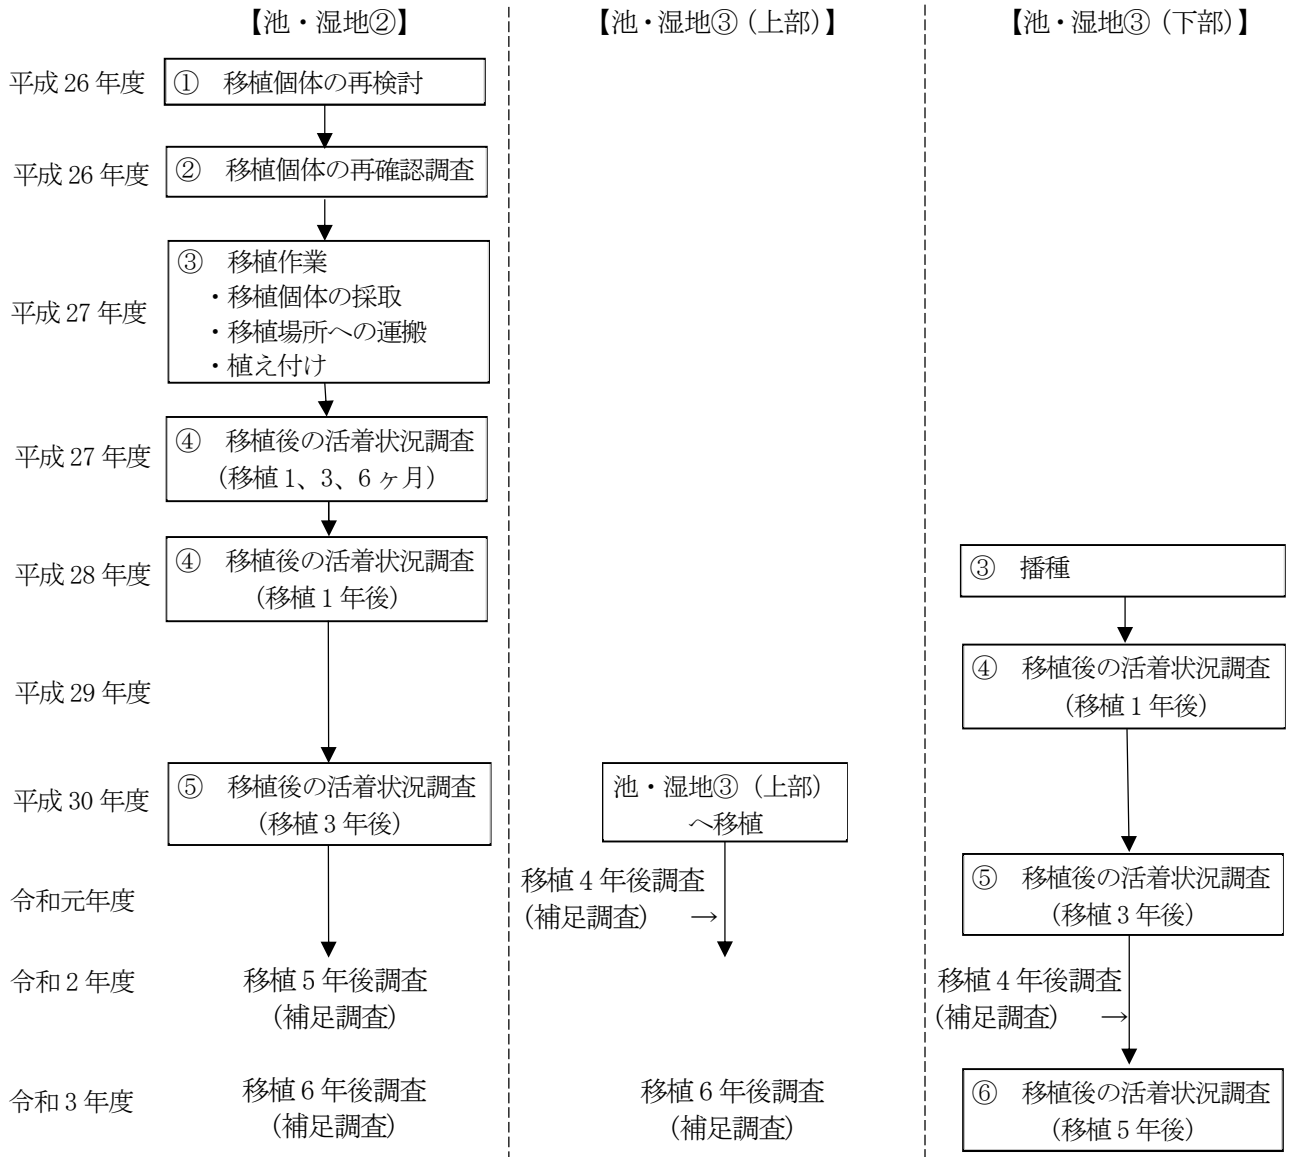 【池・湿地②】
【池・湿地③（上部）】
【池・湿地③（下部）】
平成 26 年度
① 移植個体の再検討
平成 26 年度
② 移植個体の再確認調査
平成 27 年度
③ 移植作業
・移植個体の採取
・移植場所への運搬
・植え付け
平成 27 年度
④ 移植後の活着状況調査
（移植 1、3、6 ヶ月）
平成 28 年度
④ 移植後の活着状況調査
（移植 1 年後）
③ 播種
平成 29 年度
④ 移植後の活着状況調査
（移植 1 年後）
平成 30 年度
⑤ 移植後の活着状況調査
（移植 3 年後）
池・湿地③（上部）
へ移植
令和元年度
移植 4 年後調査
（補足調査） →
⑤ 移植後の活着状況調査
（移植 3 年後）
令和 2 年度
移植 5 年後調査
（補足調査）
移植 4 年後調査
（補足調査） →
令和 3 年度
移植 6 年後調査
（補足調査）
移植 6 年後調査
（補足調査）
⑥ 移植後の活着状況調査
（移植 5 年後）